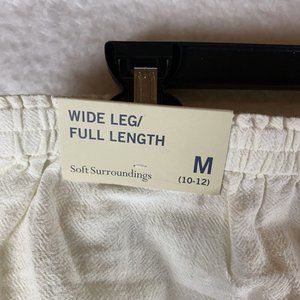 WIDE LEG/
FULL LENGTH
Soft Surroundings
M
(10-12)